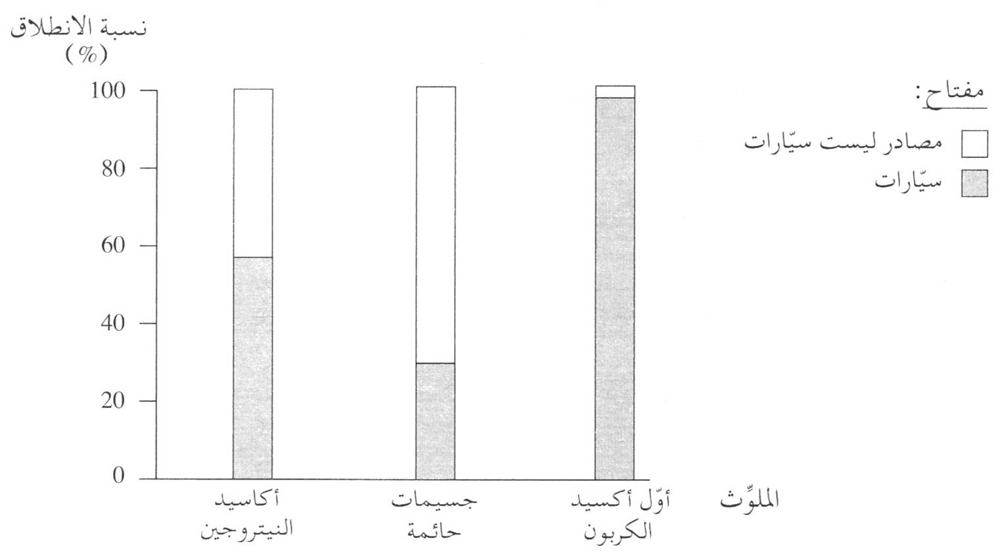 نسبة الانطلاق
(%)
100
80
60
40
20
0
مفتاح:
مصادر ليست سيّارات
سيّارات
الملوِّث
أوّل أكسيد
الكربون
جسيمات
حائمة
أكاسيد
النيتروجين